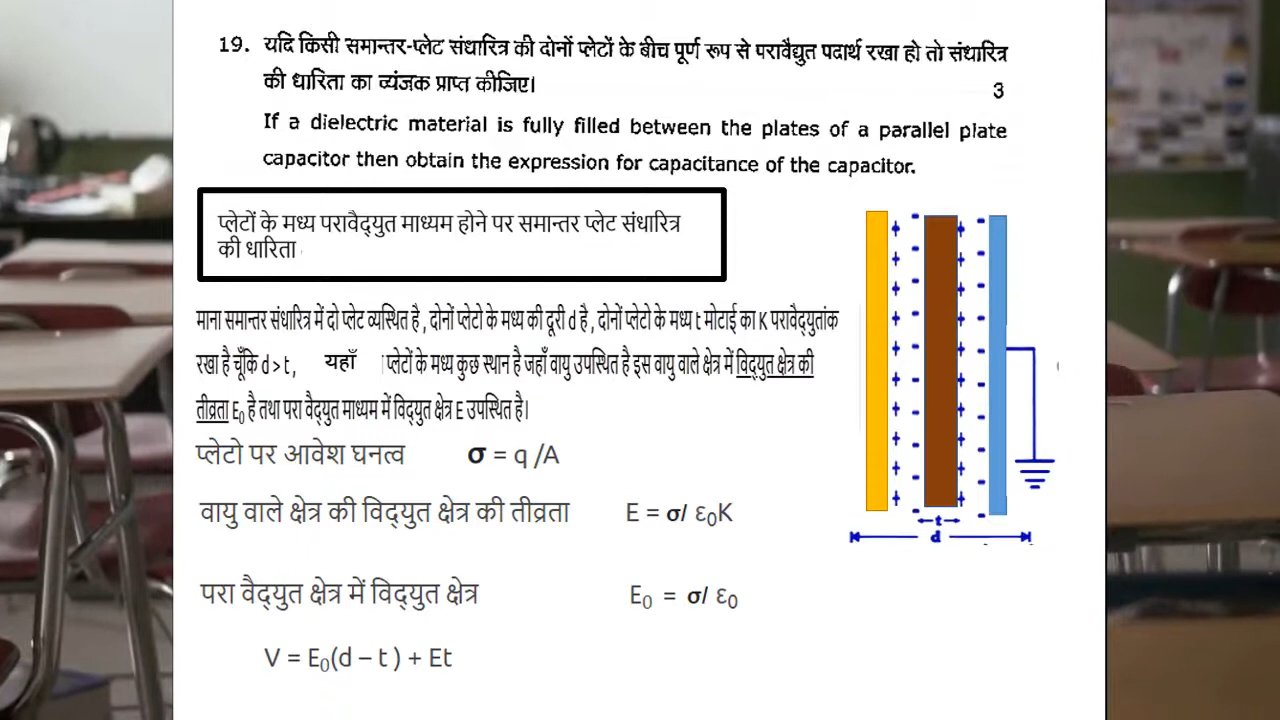 19. यदि किसी समान्तर-प्लेट संधारित्र की दोनों प्लेटों के बीच पूर्ण रूप से परावैद्युत पदार्थ रखा हो तो संधारित्र
की धारिता का व्यंजक प्राप्त कीजिए। 3
If a dielectric material is fully filled between the plates of a parallel plate
capacitor then obtain the expression for capacitance of the capacitor.
प्लेटों के मध्य परावैद्युत माध्यम होने पर समान्तर प्लेट संधारित्र
की धारिता
माना समान्तर संधारित्र में दो प्लेट व्यस्थित है , दोनों प्लेटो के मध्य की दूरी d है , दोनों प्लेटो के मध्य t मोटाई का K परावैद्युतांक
रखा है चूँकि d > t , यहाँ प्लेटों के मध्य कुछ स्थान है जहाँ वायु उपस्थित है इस वायु वाले क्षेत्र में विद्युत क्षेत्र की
तीव्रता E₀ है तथा परा वैद्युत माध्यम में विद्युत क्षेत्र E उपस्थित है।
प्लेटो पर आवेश घनत्व σ = q /A
वायु वाले क्षेत्र की विद्युत क्षेत्र की तीव्रता E = σ/ ε₀K
परा वैद्युत क्षेत्र में विद्युत क्षेत्र E₀ = σ/ ε₀
V = E₀(d – t ) + Et
t
d